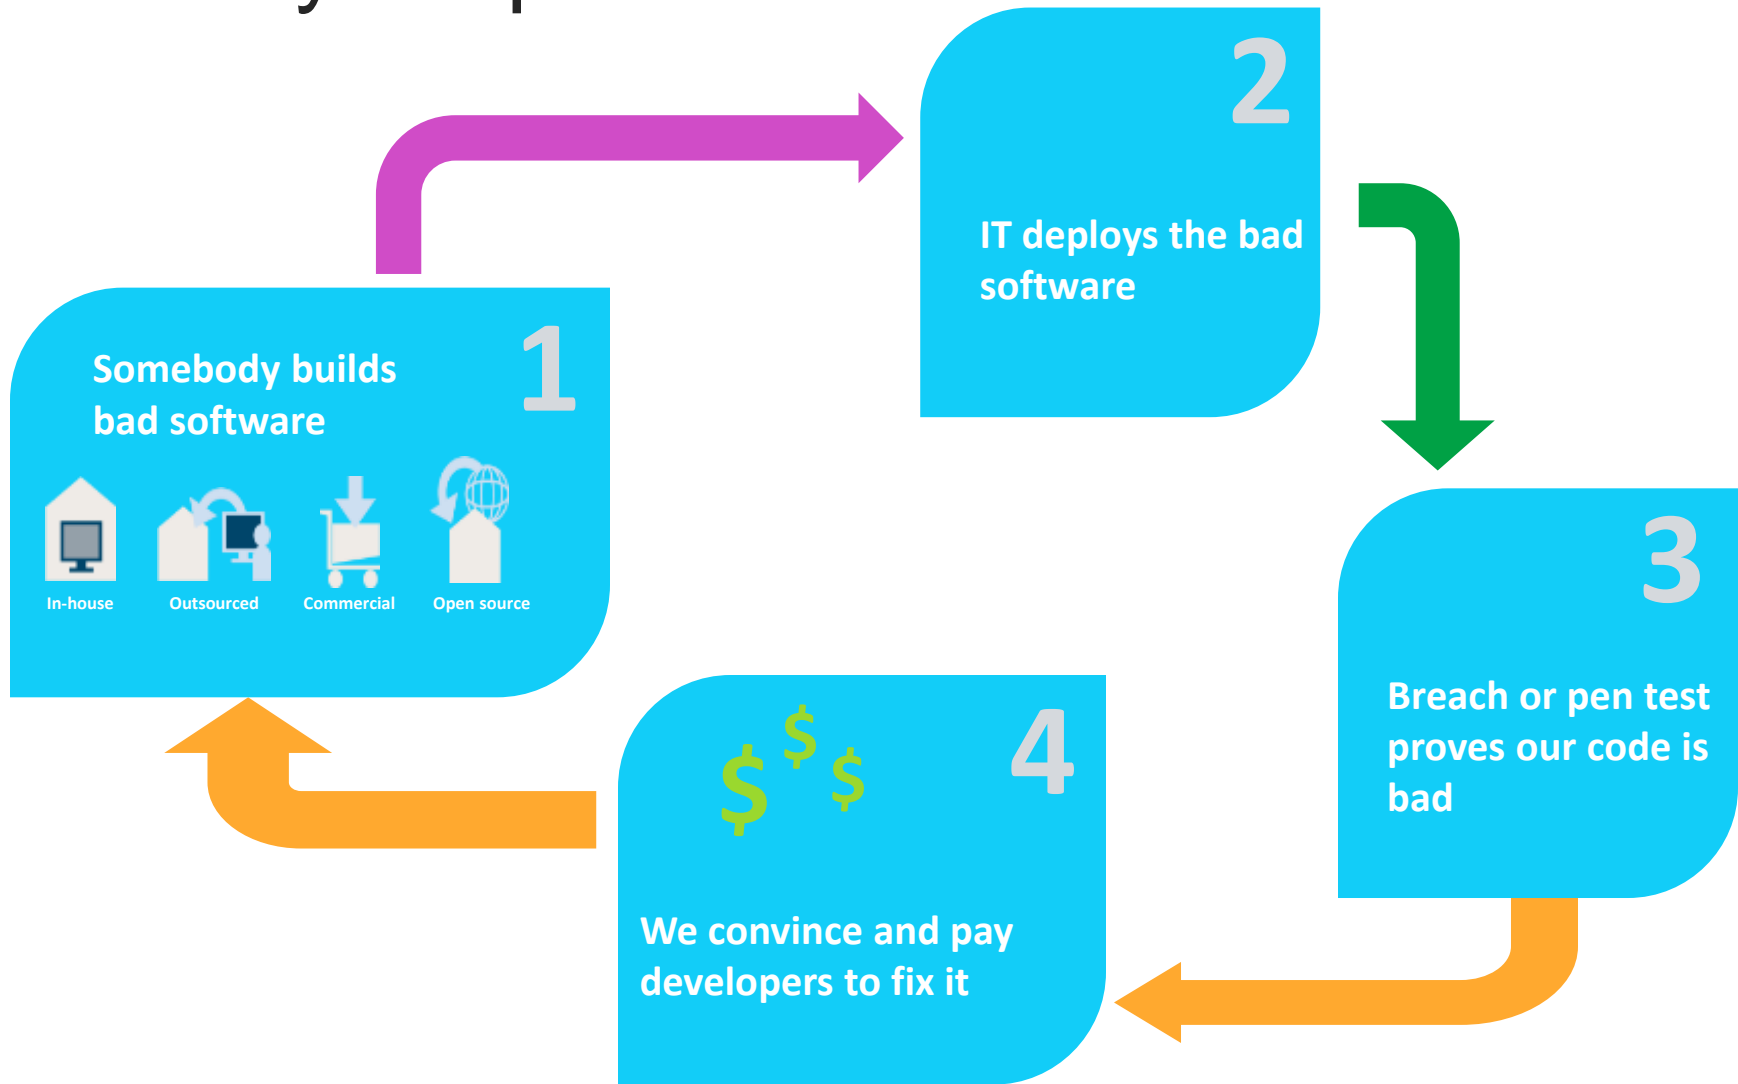 1
Somebody builds
bad software
In-house
Outsourced
Commercial
Open source
2
IT deploys the bad
software
3
Breach or pen test
proves our code is
bad
$ $ $
4
We convince and pay
developers to fix it